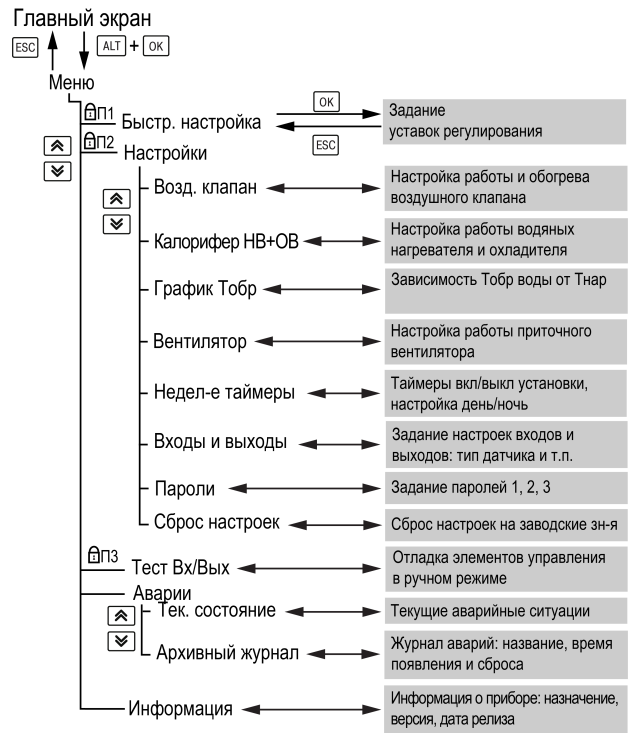 Главный экран
ESC
ALT + OK
Меню
П1
Быстр. настройка
OK
ESC
Задание
уставок регулирования
П2
Настройки
Возд. клапан
Настройка работы и обогрева
воздушного клапана
Калорифер НВ+ОВ
Настройка работы водяных
нагревателя и охладителя
График Тобр
Зависимость Тобр воды от Тнар
Вентилятор
Настройка работы приточного
вентилятора
Недел-е таймеры
Таймеры вкл/выкл установки,
настройка день/ночь
Входы и выходы
Задание настроек входов и
выходов: тип датчика и т.п.
Пароли
Задание паролей 1, 2, 3
Сброс настроек
Сброс настроек на заводские зн-я
П3
Тест Вх/Вых
Отладка элементов управления
в ручном режиме
Аварии
Тек. состояние
Текущие аварийные ситуации
Архивный журнал
Журнал аварий: название, время
появления и сброса
Информация
Информация о приборе: назначение,
версия, дата релиза